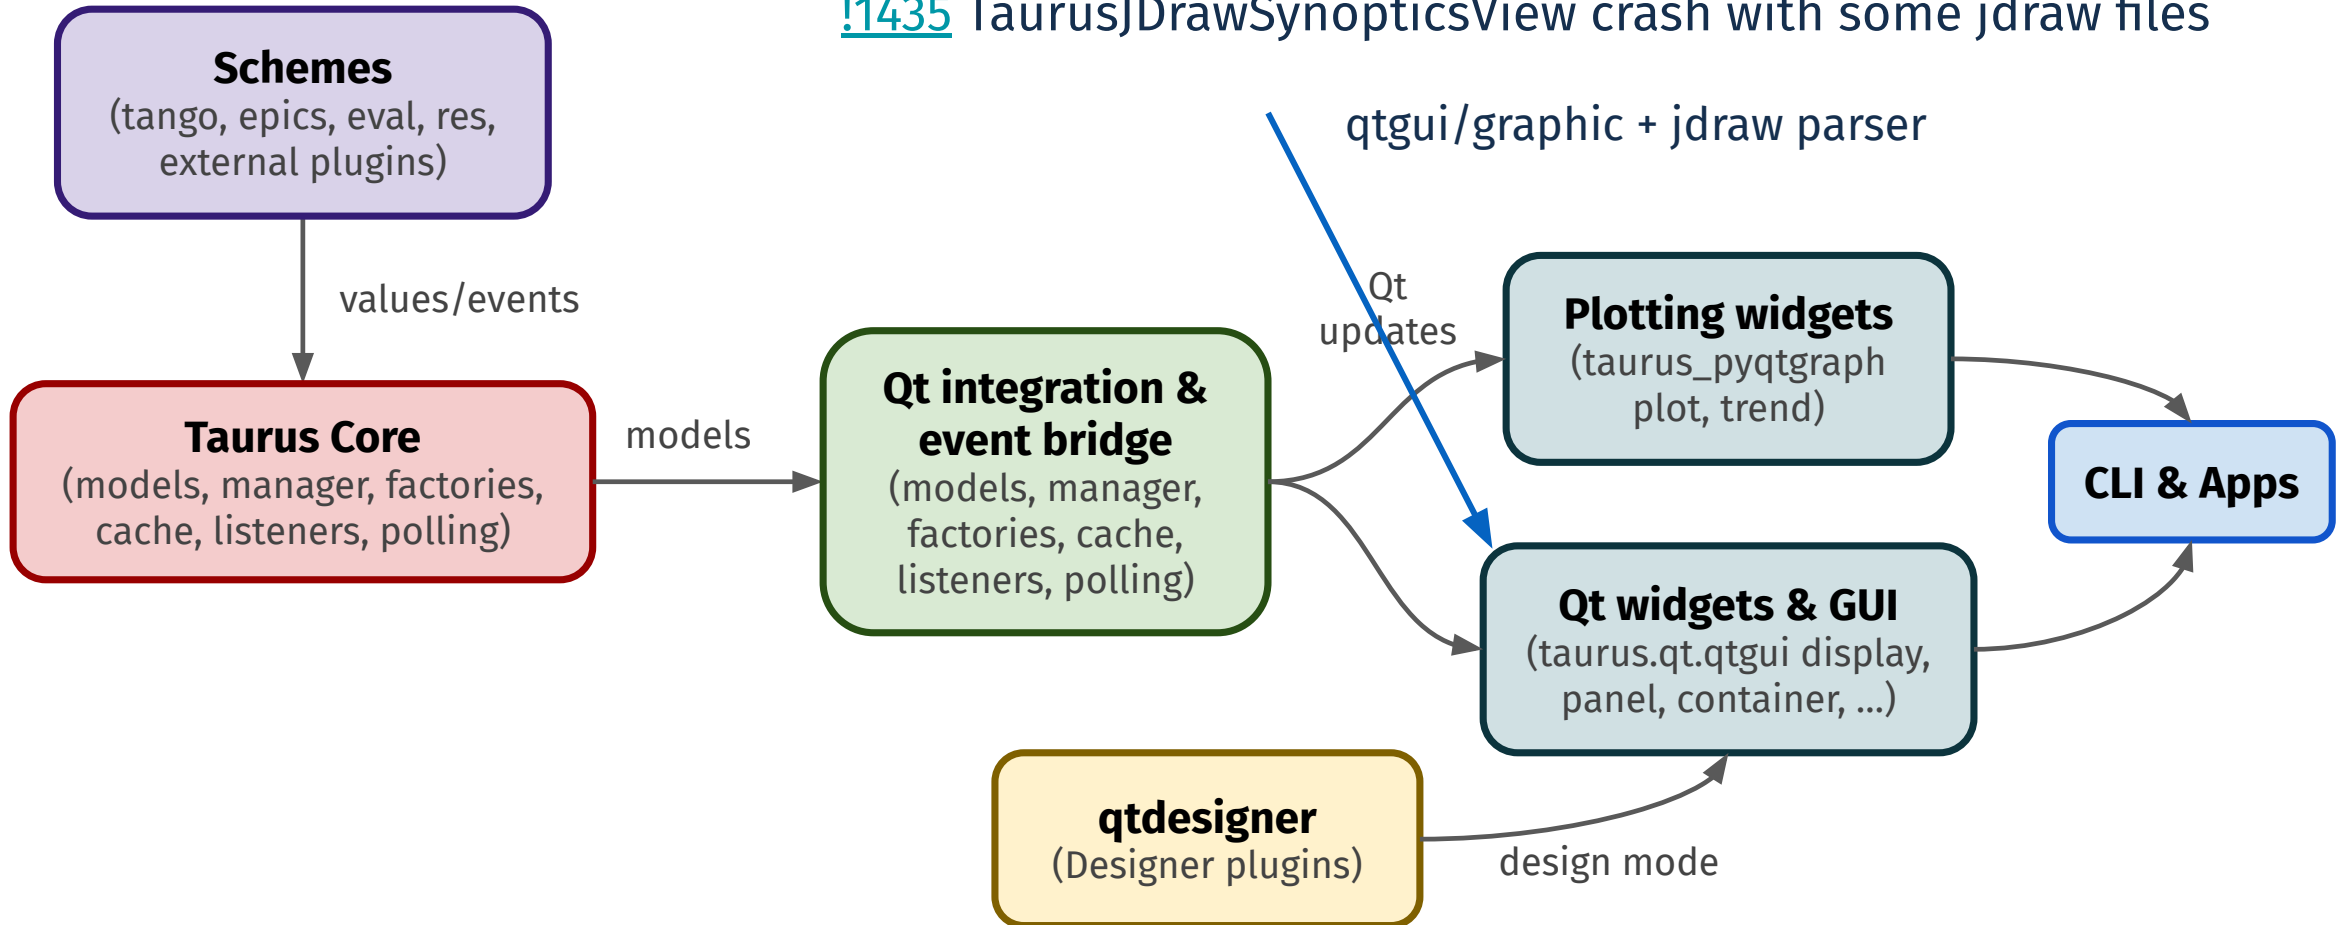 !1435 TaurusJDrawSynopticsView crash with some jdraw files
Schemes
(tango, epics, eval, res,
external plugins)
qtgui/graphic + jdraw parser
values/events
Qt
updates
Plotting widgets
(taurus_pyqtgraph
plot, trend)
Taurus Core
(models, manager, factories,
cache, listeners, polling)
models
Qt integration &
event bridge
(models, manager,
factories, cache,
listeners, polling)
CLI & Apps
Qt widgets & GUI
(taurus.qt.qtgui display,
panel, container, ...)
qtdesigner
(Designer plugins)
design mode